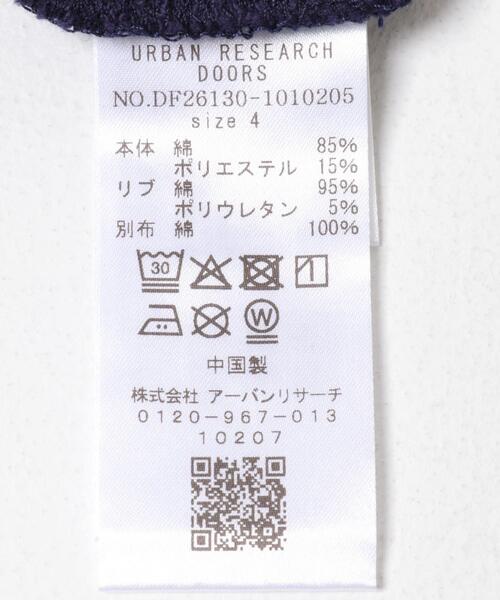 URBAN RESEARCH
DOORS
NO.DF26130-1010205
size 4
本体 綿 85%
ポリエステル 15%
リブ 綿 95%
ポリウレタン 5%
別布 綿 100%
30
W
中国製
株式会社 アーバンリサーチ
0120-967-013
10207